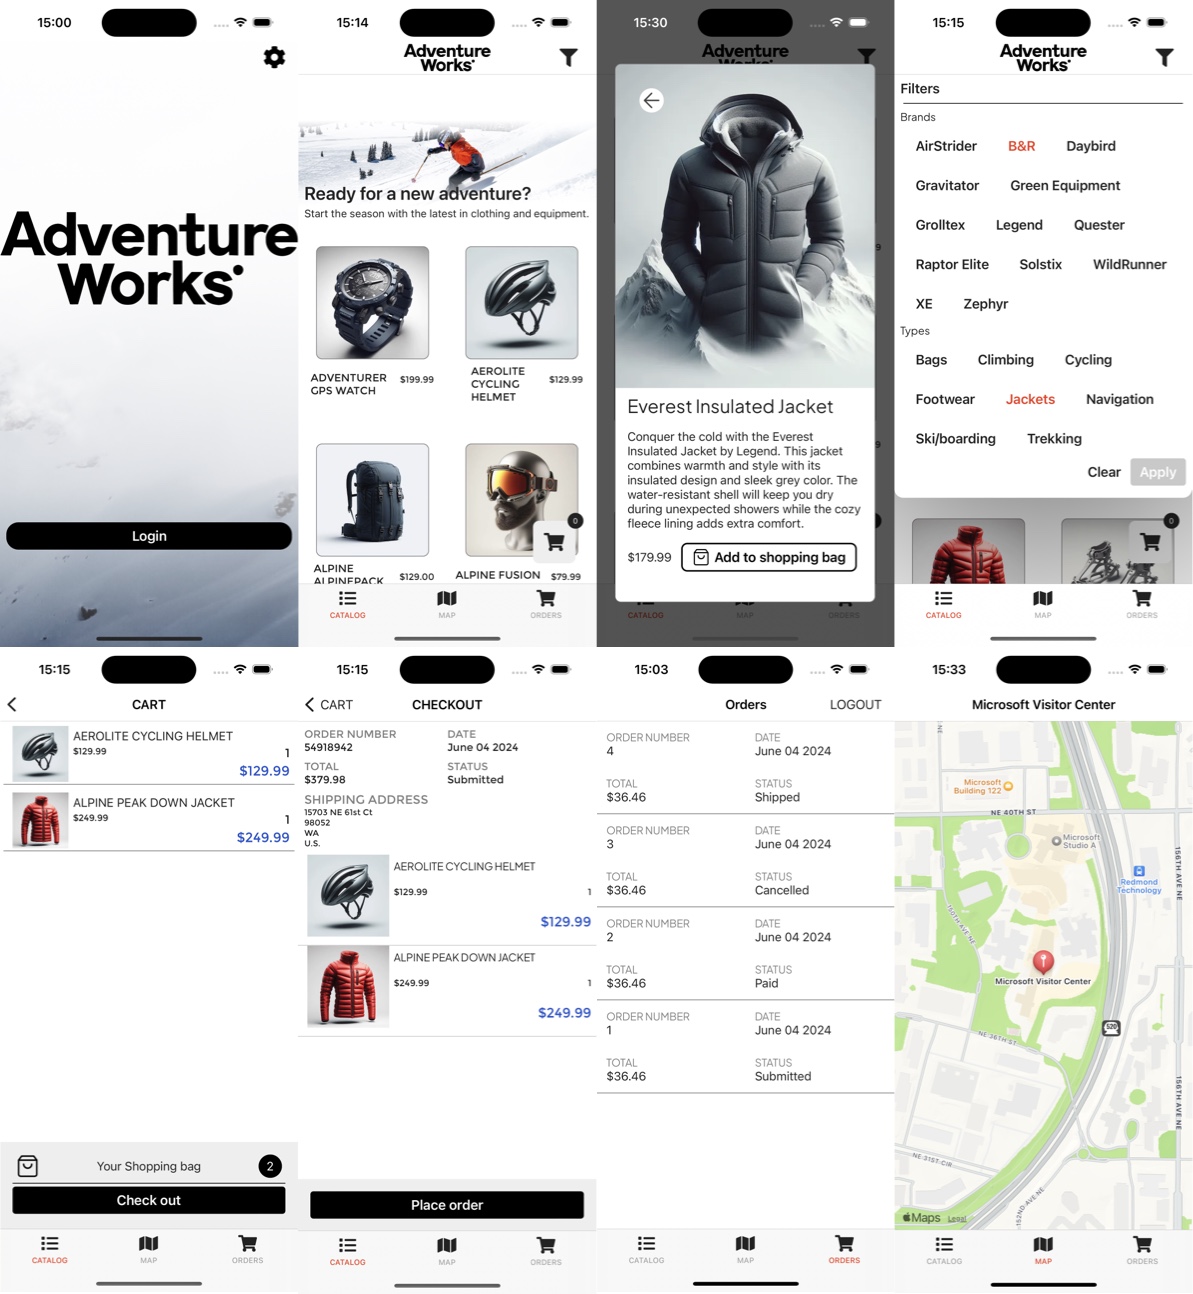 15:00
Adventure
Works
Login
15:14
Adventure
Works
Ready for a new adventure?
Start the season with the latest in clothing and equipment.
ADVENTURER
GPS WATCH
$199.99
AEROLITE
CYCLING
HELMET
$129.99
ALPINE
ALPINEPACK
$129.00
ALPINE FUSION
$79.99
0
CATALOG
MAP
ORDERS
15:30
Adventure
Works
Everest Insulated Jacket
Conquer the cold with the Everest
Insulated Jacket by Legend. This jacket
combines warmth and style with its
insulated design and sleek grey color. The
water-resistant shell will keep you dry
during unexpected showers while the cozy
fleece lining adds extra comfort.
$179.99
Add to shopping bag
CATALOG
MAP
ORDERS
15:15
Adventure
Works
Filters
Brands
AirStrider
B&R
Daybird
Gravitator
Green Equipment
Grolltex
Legend
Quester
Raptor Elite
Solstix
WildRunner
XE
Zephyr
Types
Bags
Climbing
Cycling
Footwear
Jackets
Navigation
Ski/boarding
Trekking
Clear
Apply
0
CATALOG
MAP
ORDERS
15:15
CART
AEROLITE CYCLING HELMET
$129.99
1
$129.99
ALPINE PEAK DOWN JACKET
$249.99
1
$249.99
Your Shopping bag
2
Check out
CATALOG
MAP
ORDERS
15:15
CART
CHECKOUT
ORDER NUMBER
54918942
DATE
June 04 2024
TOTAL
$379.98
STATUS
Submitted
SHIPPING ADDRESS
15703 NE 61st Ct
98052
WA
U.S.
AEROLITE CYCLING HELMET
$129.99
1
$129.99
ALPINE PEAK DOWN JACKET
$249.99
1
$249.99
Place order
CATALOG
MAP
ORDERS
15:03
Orders
LOGOUT
ORDER NUMBER
4
DATE
June 04 2024
TOTAL
$36.46
STATUS
Shipped
ORDER NUMBER
3
DATE
June 04 2024
TOTAL
$36.46
STATUS
Cancelled
ORDER NUMBER
2
DATE
June 04 2024
TOTAL
$36.46
STATUS
Paid
ORDER NUMBER
1
DATE
June 04 2024
TOTAL
$36.46
STATUS
Submitted
CATALOG
MAP
ORDERS
15:33
Microsoft Visitor Center
Microsoft
Building 122
NE 40TH ST
Microsoft
Studio A
156TH AVE NE
Redmond
Technology
150TH AVE NE
Microsoft Visitor Center
520
NE 36TH ST
156TH AVE NE
NE 31ST CIR
152ND AVE NE
Maps
Legal
CATALOG
MAP
ORDERS